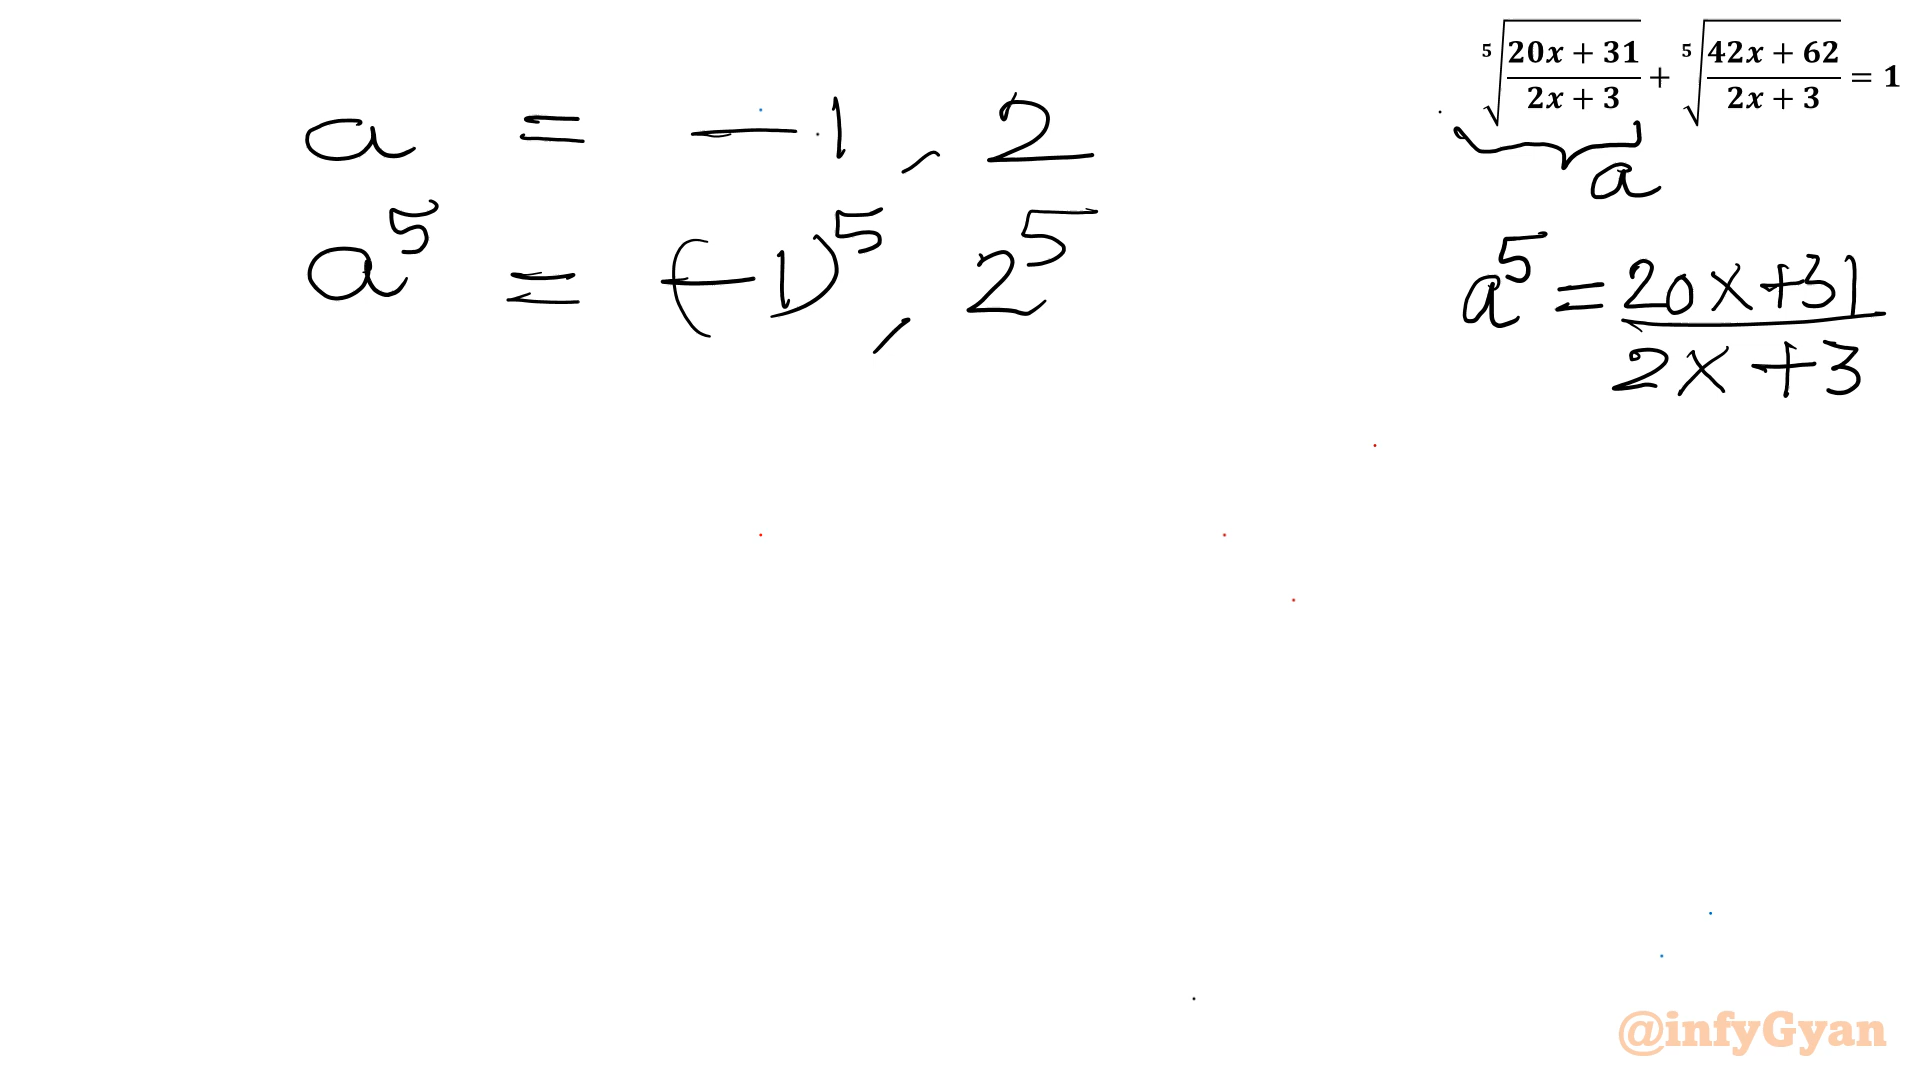 ⁵√((20x + 31)/(2x + 3)) + ⁵√((42x + 62)/(2x + 3)) = 1
a = -1, 2
a
a⁵ = (-1)⁵, 2⁵
a⁵ = (20x+31)/(2x+3)
@infyGyan